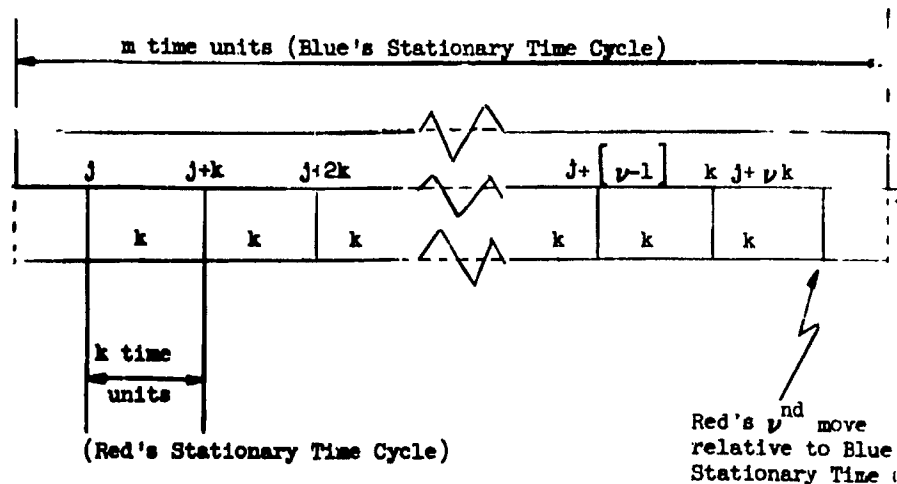 m time units (Blue's Stationary Time Cycle)
j j+k j+2k j+[ν-1] k j+νk
k k k k k k
k time
units
(Red's Stationary Time Cycle)
Red's νnd move
relative to Blue
Stationary Time